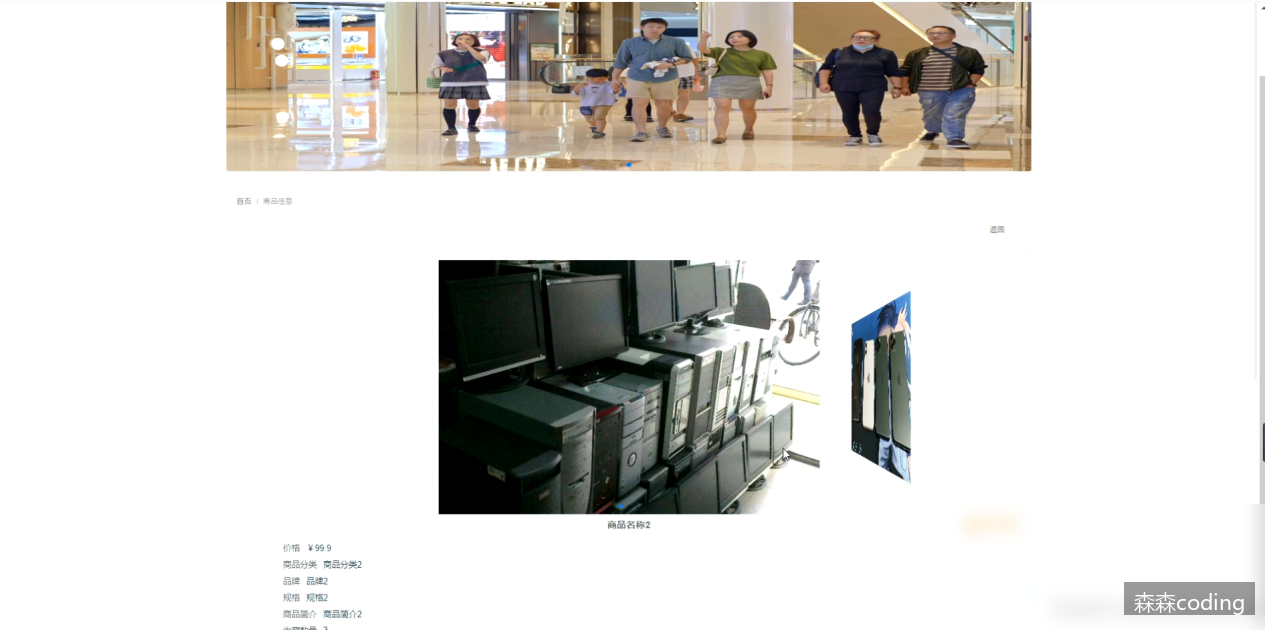 首页 / 商品信息
返回
商品名称2
价格 ¥ 99.9
商品分类 商品分类2
品牌 品牌2
规格 规格2
商品简介 商品简介2
森森coding